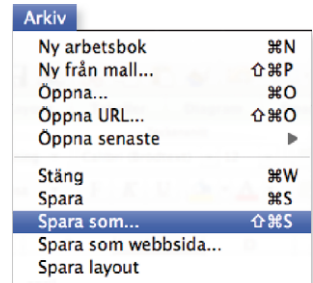 Arkiv
Ny arbetsbok ⌘N
Ny från mall... ⇧⌘P
Öppna... ⌘O
Öppna URL... ⇧⌘O
Öppna senaste ▶
Stäng ⌘W
Spara ⌘S
Spara som... ⇧⌘S
Spara som webbsida...
Spara layout